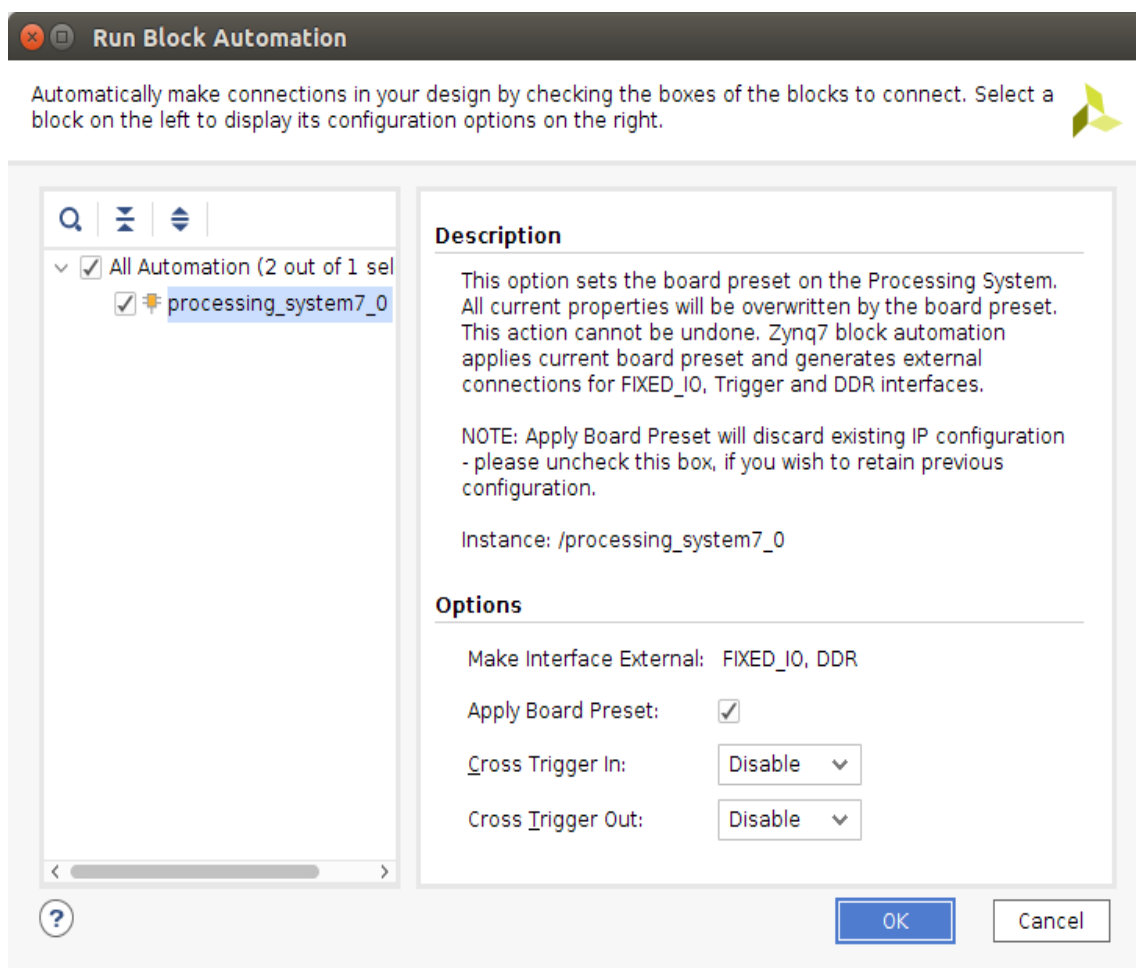 Run Block Automation
Automatically make connections in your design by checking the boxes of the blocks to connect. Select a
block on the left to display its configuration options on the right.
All Automation (2 out of 1 sel
processing_system7_0
Description
This option sets the board preset on the Processing System.
All current properties will be overwritten by the board preset.
This action cannot be undone. Zynq7 block automation
applies current board preset and generates external
connections for FIXED_IO, Trigger and DDR interfaces.
NOTE: Apply Board Preset will discard existing IP configuration
- please uncheck this box, if you wish to retain previous
configuration.
Instance: /processing_system7_0
Options
Make Interface External: FIXED_IO, DDR
Apply Board Preset:
Cross Trigger In: Disable
Cross Trigger Out: Disable
?
OK Cancel